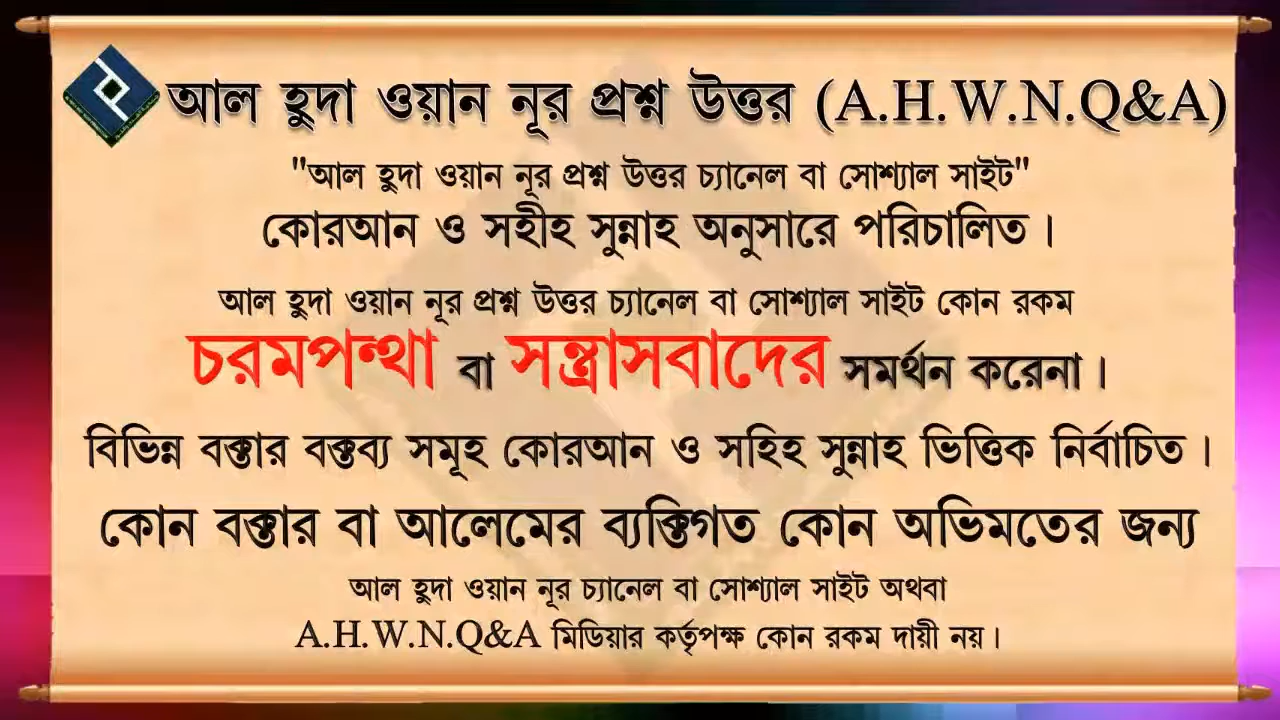 আল হুদা ওয়ান নূর প্রশ্ন উত্তর (A.H.W.N.Q&A)
"আল হুদা ওয়ান নূর প্রশ্ন উত্তর চ্যানেল বা সোশ্যাল সাইট"
কোরআন ও সহীহ সুন্নাহ অনুসারে পরিচালিত।
আল হুদা ওয়ান নূর প্রশ্ন উত্তর চ্যানেল বা সোশ্যাল সাইট কোন রকম
চরমপন্থা বা সন্ত্রাসবাদের সমর্থন করেনা।
বিভিন্ন বক্তার বক্তব্য সমূহ কোরআন ও সহিহ সুন্নাহ ভিত্তিক নির্বাচিত।
কোন বক্তার বা আলেমের ব্যক্তিগত কোন অভিমতের জন্য
আল হুদা ওয়ান নূর চ্যানেল বা সোশ্যাল সাইট অথবা
A.H.W.N.Q&A মিডিয়ার কর্তৃপক্ষ কোন রকম দায়ী নয়।